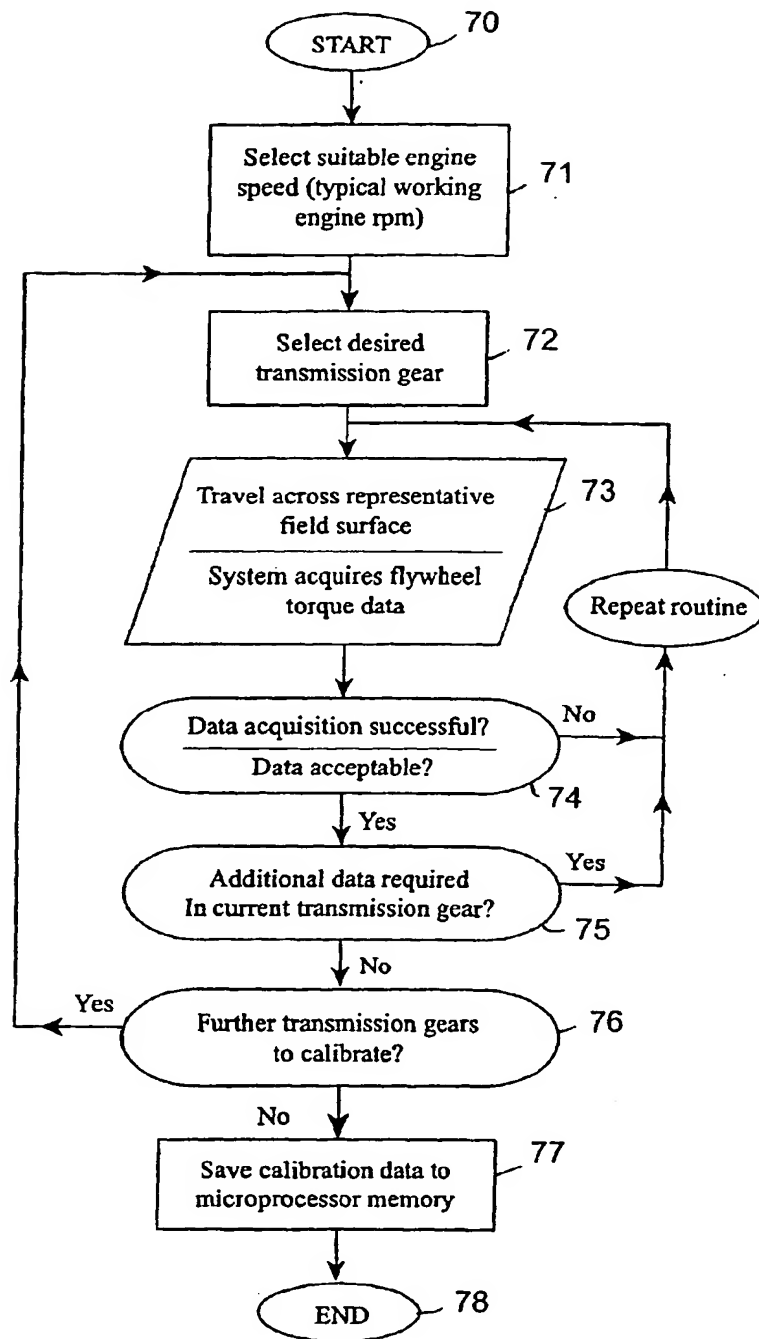 START
70
Select suitable engine
speed (typical working
engine rpm)
71
Select desired
transmission gear
72
Travel across representative
field surface
System acquires flywheel
torque data
73
Repeat routine
Data acquisition successful?
Data acceptable?
No
74
Yes
Additional data required
In current transmission gear?
Yes
75
No
Yes
Further transmission gears
to calibrate?
76
No
Save calibration data to
microprocessor memory
77
END
78